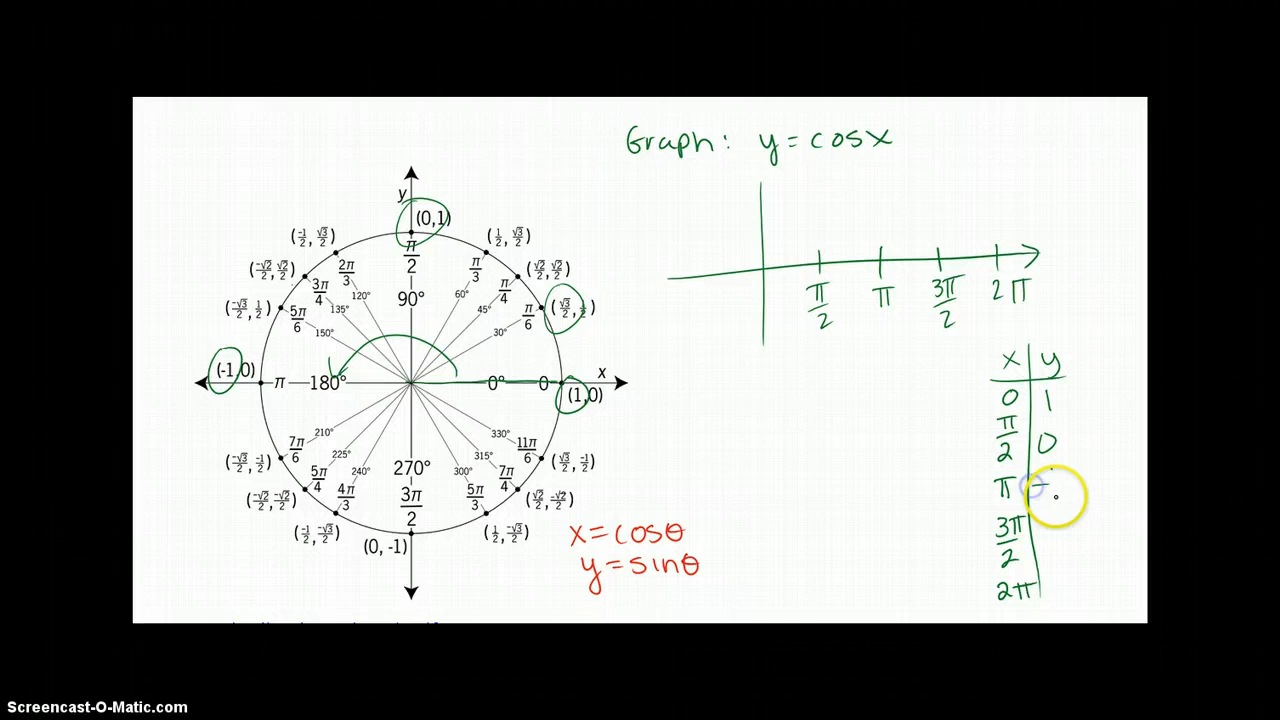 Graph: y = cosx
y
(0,1)
(-1/2, √3/2)
(1/2, √3/2)
(-√2/2, √2/2)
(√2/2, √2/2)
(-√3/2, 1/2)
(√3/2, 1/2)
π/2
2π/3
π/3
3π/4
π/4
5π/6
π/6
120°
90°
60°
135°
45°
150°
30°
π/2 π 3π/2 2π
(-1,0)
π
180°
0°
0
x
(1,0)
210°
330°
7π/6
11π/6
225°
315°
5π/4
7π/4
240°
270°
300°
4π/3
3π/2
5π/3
(-√3/2, -1/2)
(√3/2, -1/2)
(-√2/2, -√2/2)
(√2/2, -√2/2)
(-1/2, -√3/2)
(1/2, -√3/2)
(0, -1)
x = cosθ
y = sinθ
x y
0 1
π/2 0
π -
3π/2
2π
Screencast-O-Matic.com